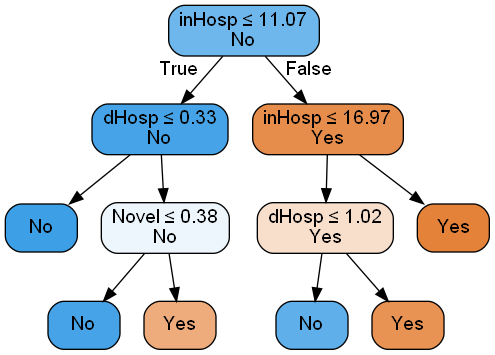 inHosp ≤ 11.07
No
True
False
dHosp ≤ 0.33
No
inHosp ≤ 16.97
Yes
No
Novel ≤ 0.38
No
dHosp ≤ 1.02
Yes
Yes
No
Yes
No
Yes